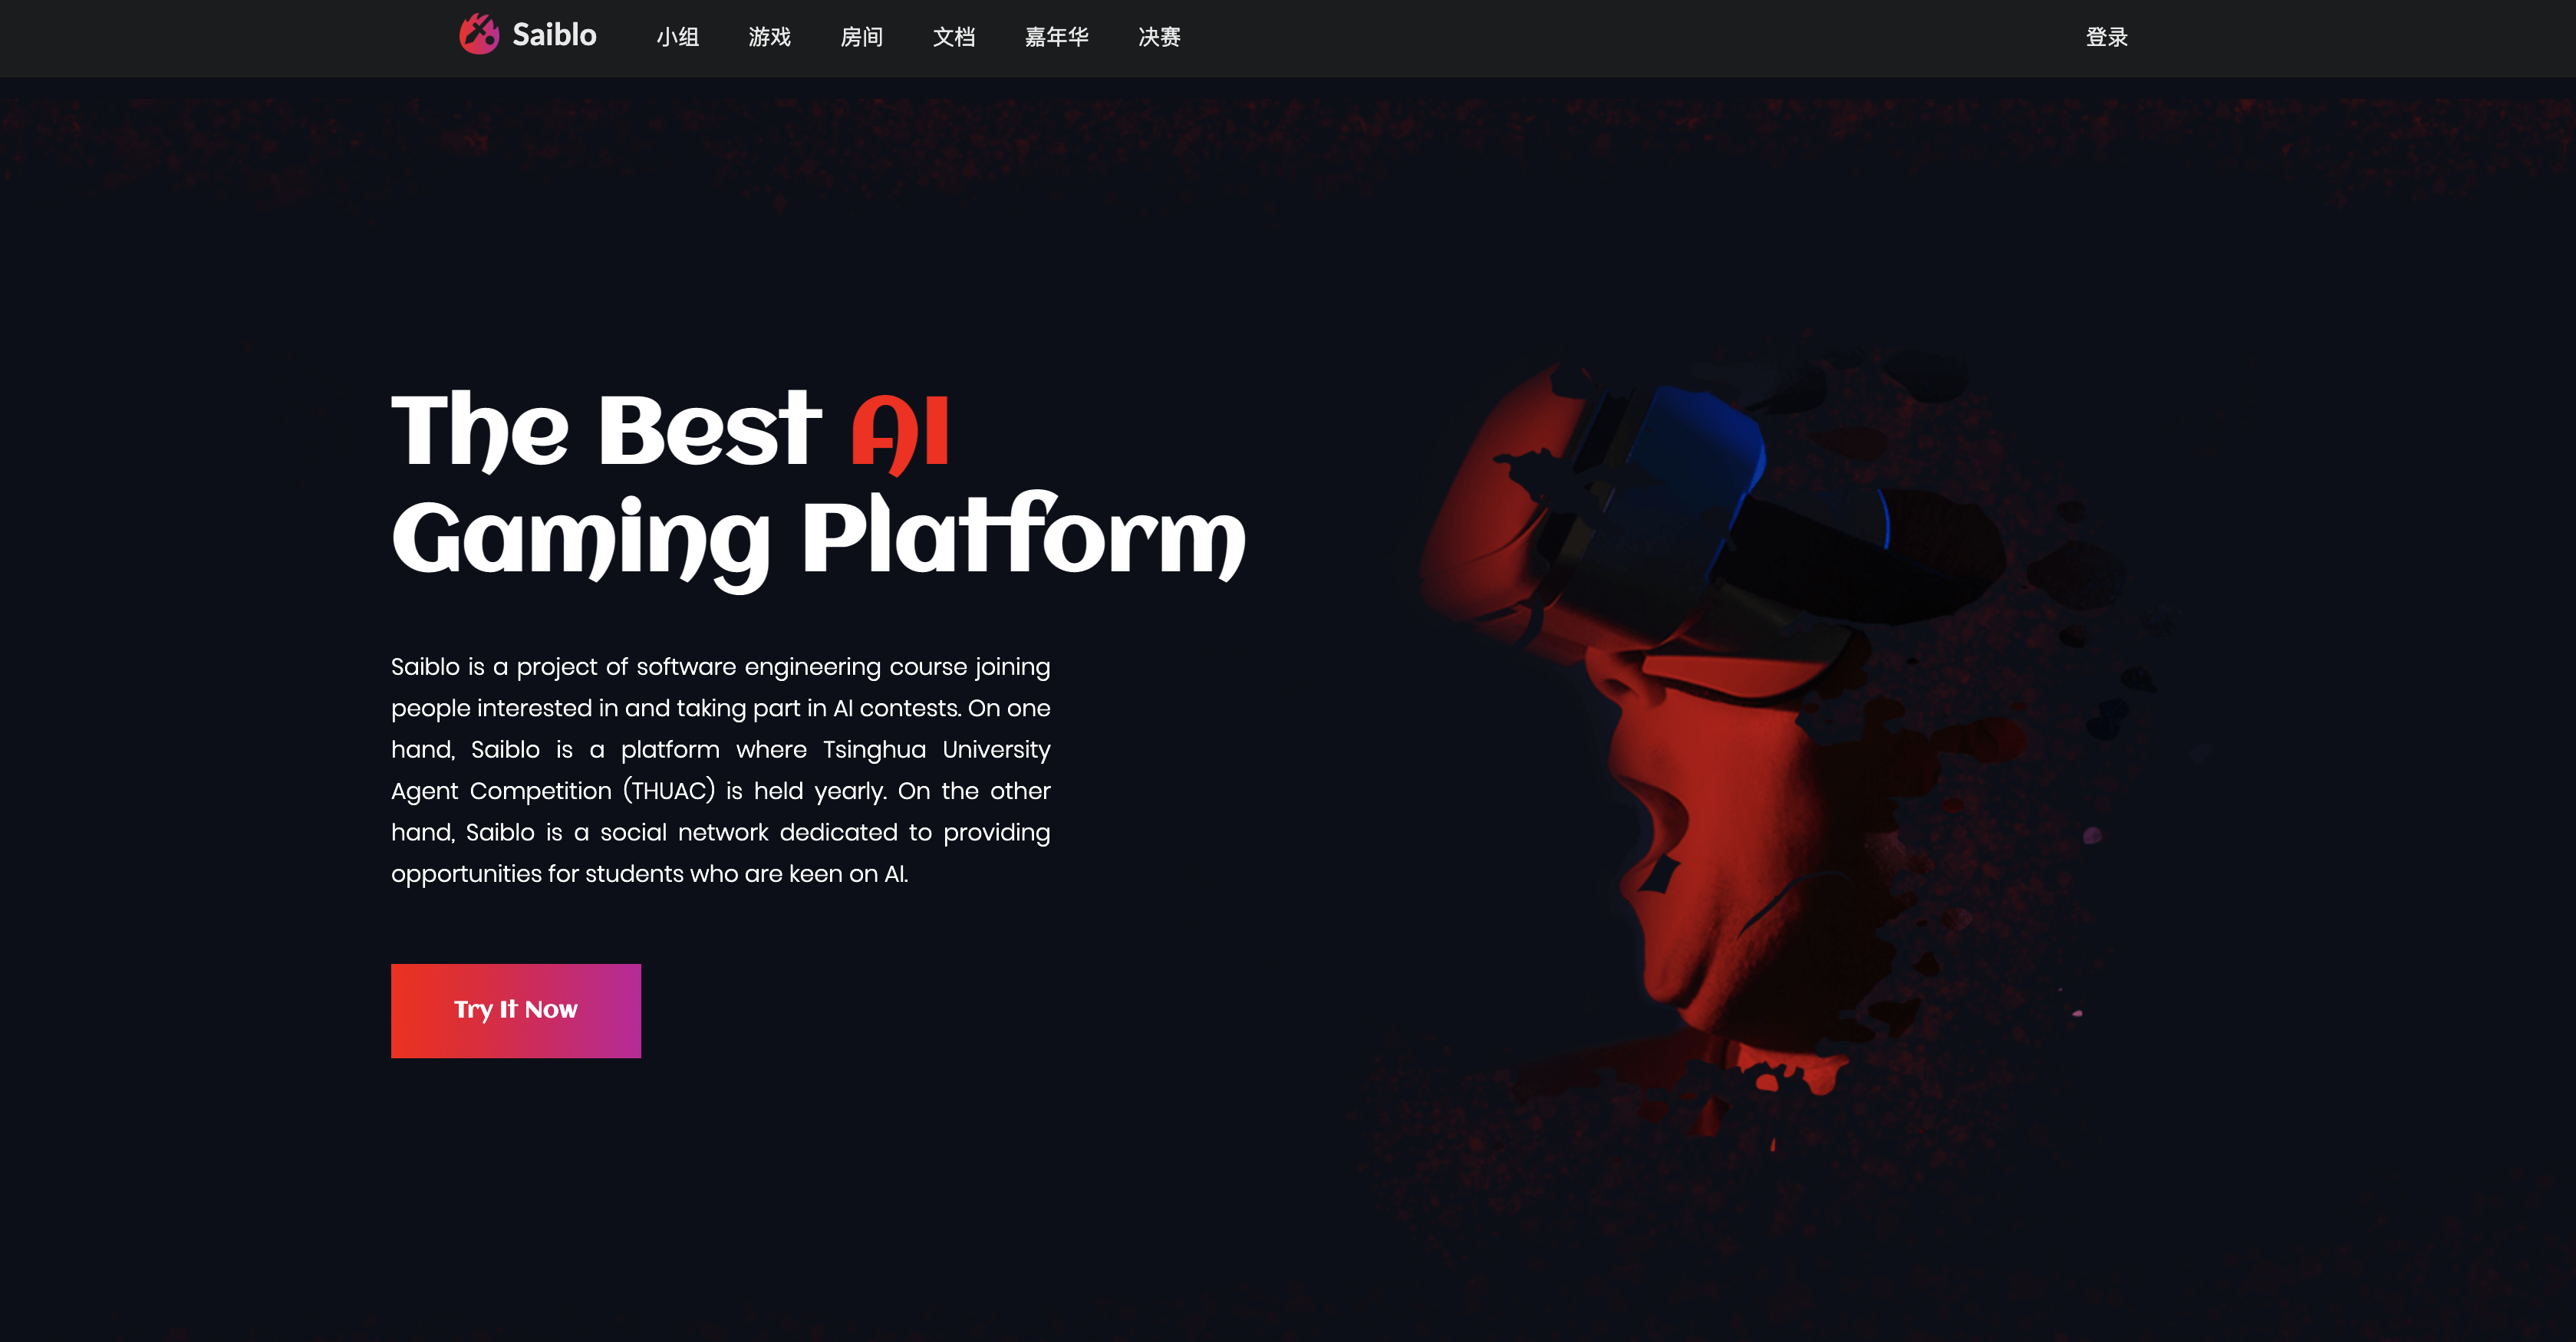 Saiblo 小组 游戏 房间 文档 嘉年华 决赛 登录
The Best AI
Gaming Platform
Saiblo is a project of software engineering course joining
people interested in and taking part in AI contests. On one
hand, Saiblo is a platform where Tsinghua University
Agent Competition (THUAC) is held yearly. On the other
hand, Saiblo is a social network dedicated to providing
opportunities for students who are keen on AI.
Try It Now